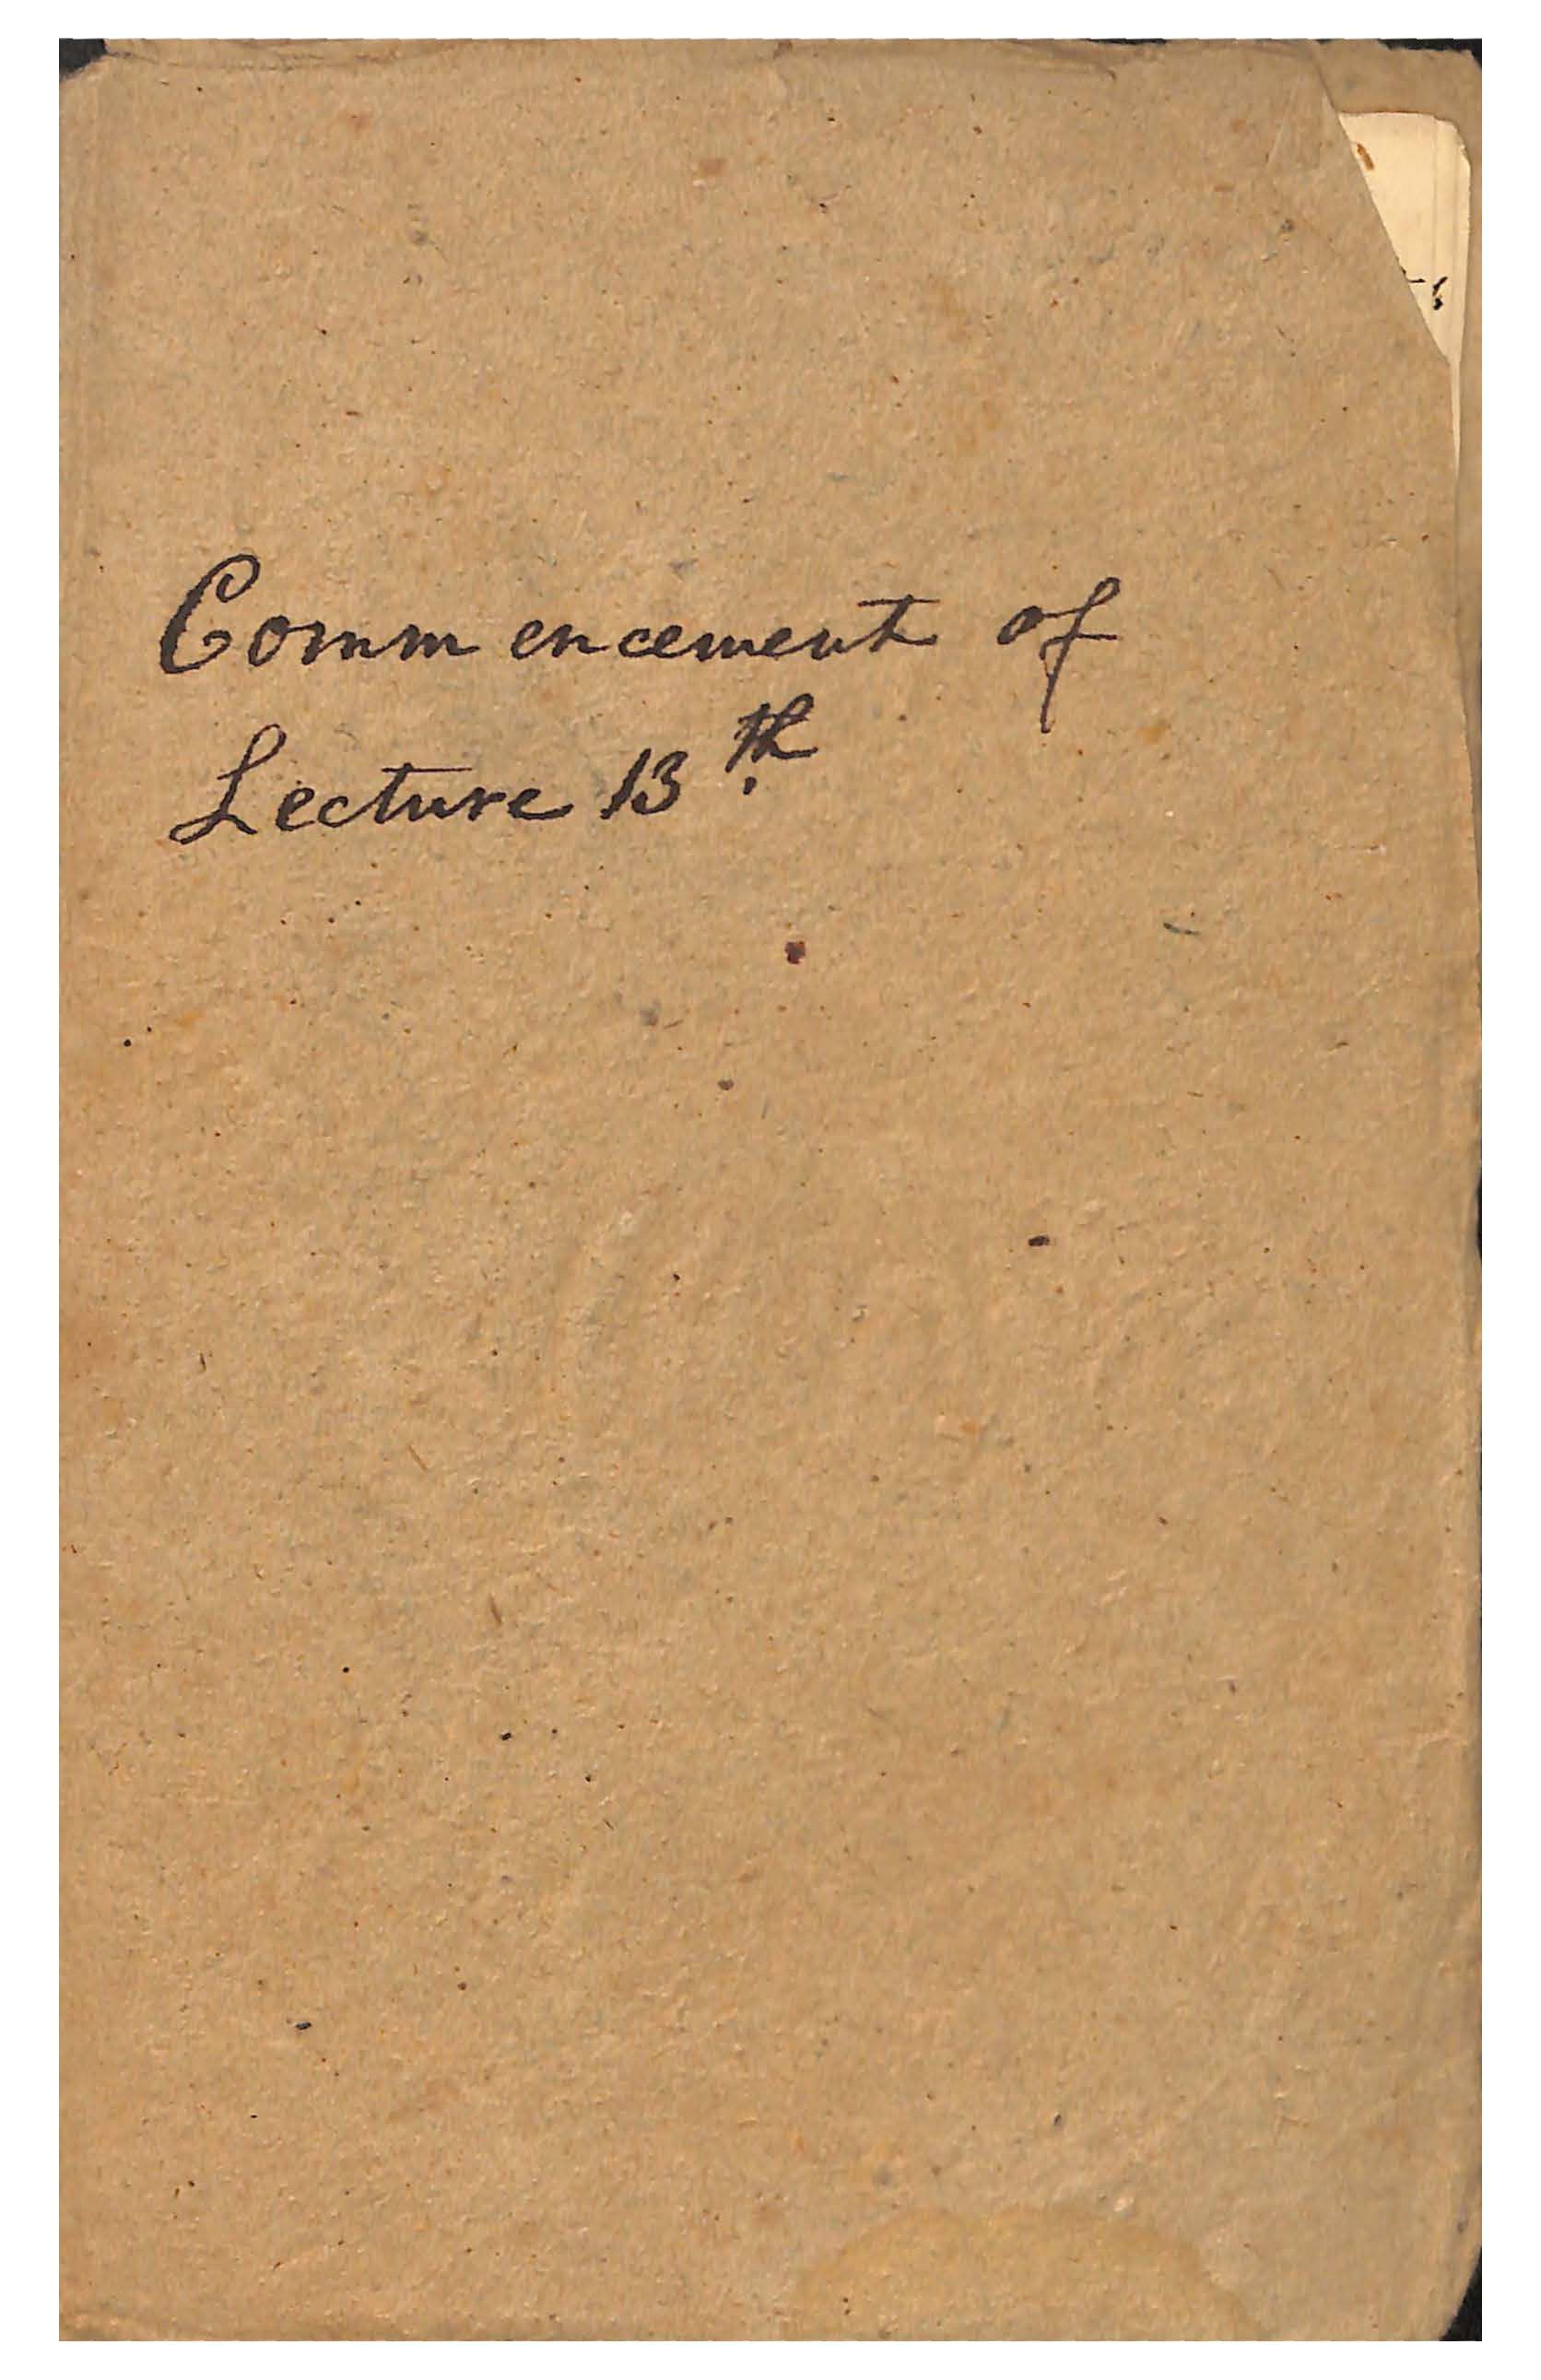 Commencement of
Lecture 13th.